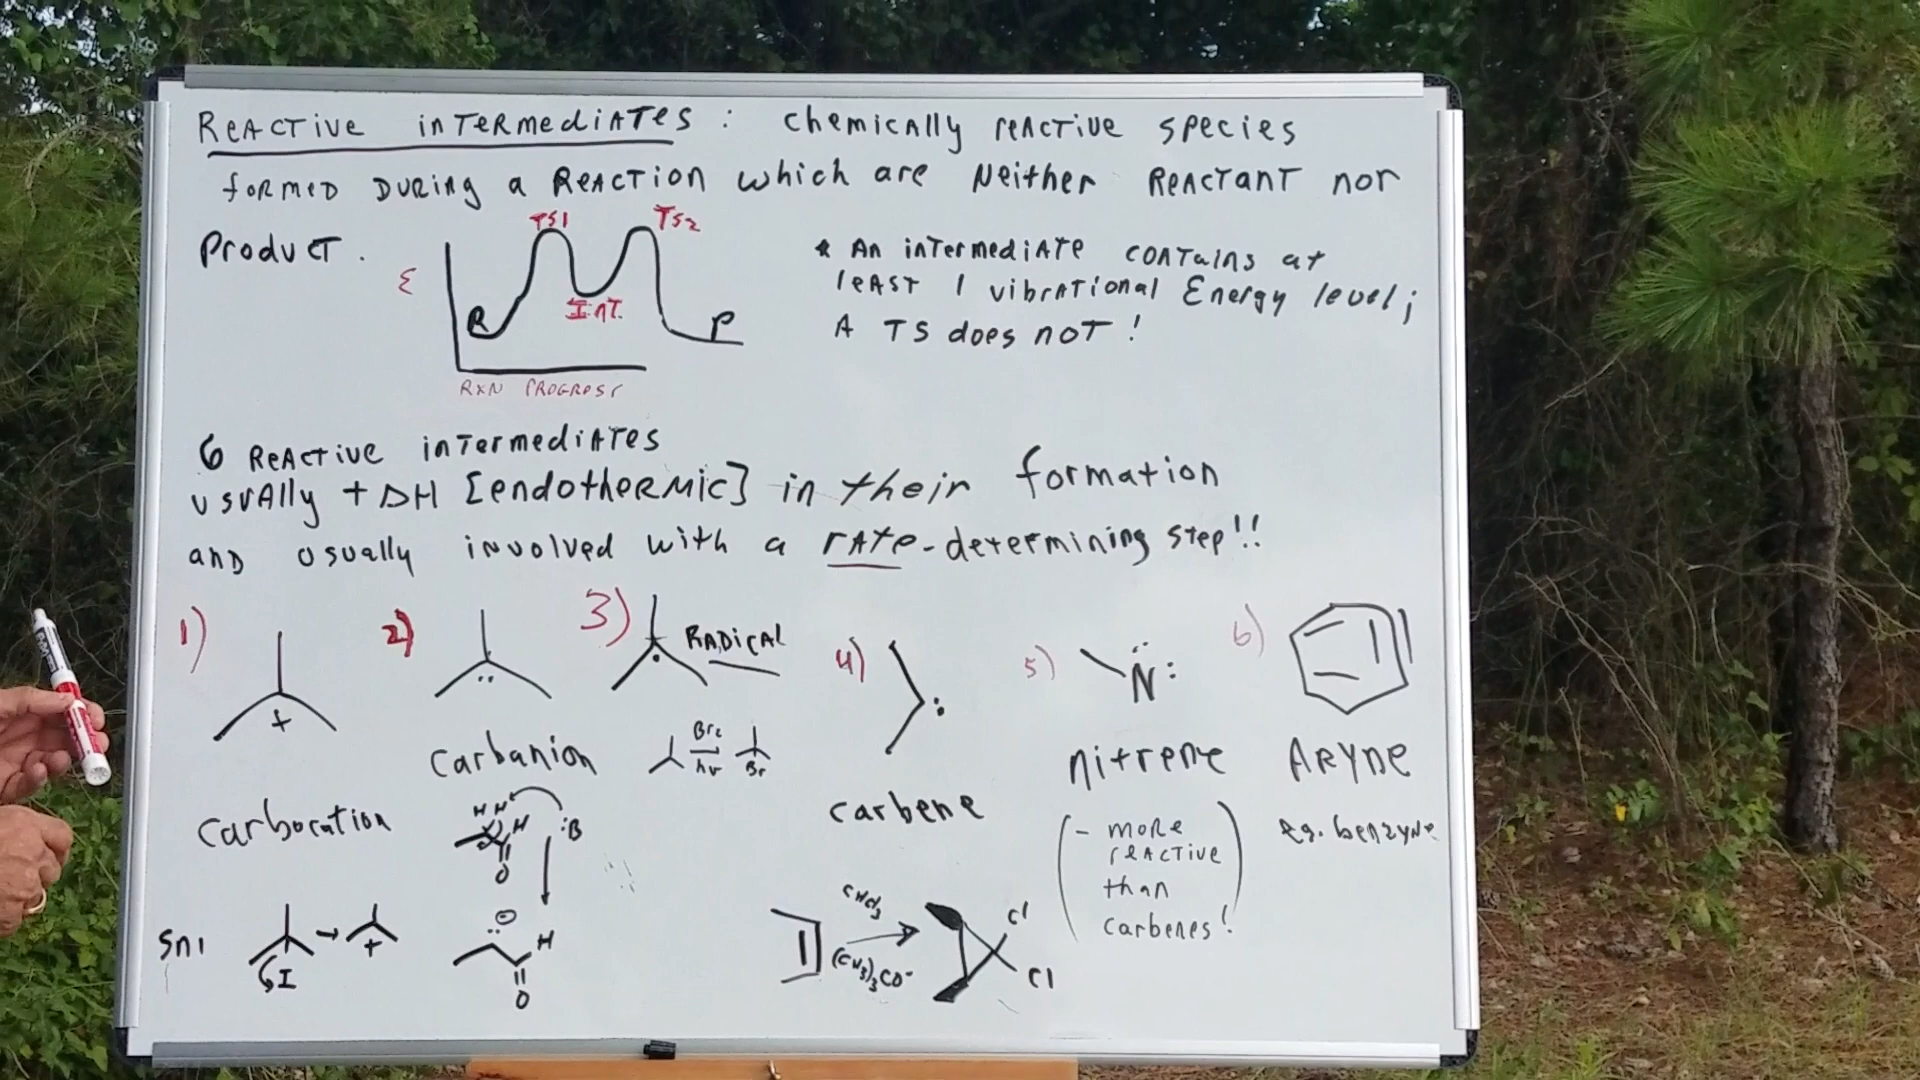 Reactive intermediates : chemically reactive species
formed during a reaction which are neither reactant nor
product.
TS1
TS2
E
R
INT.
P
RXN PROGRESS
* An intermediate contains at
least 1 vibrational energy level;
A TS does not!
6 Reactive intermediates
usually + ΔH [endothermic] in their formation
and usually involved with a rate-determining step!!
1)
+
Carbocation
2)
Carbanion
3)
Radical
Br2
hv
Br
4)
carbene
5)
N
nitrene
(- more
reactive
than
carbenes!)
6)
Aryne
eg. benzyne
H H
H
:B
O
Sn1
I
+
⊖
H
O
CHCl3
(CH3)3CO-
Cl
Cl